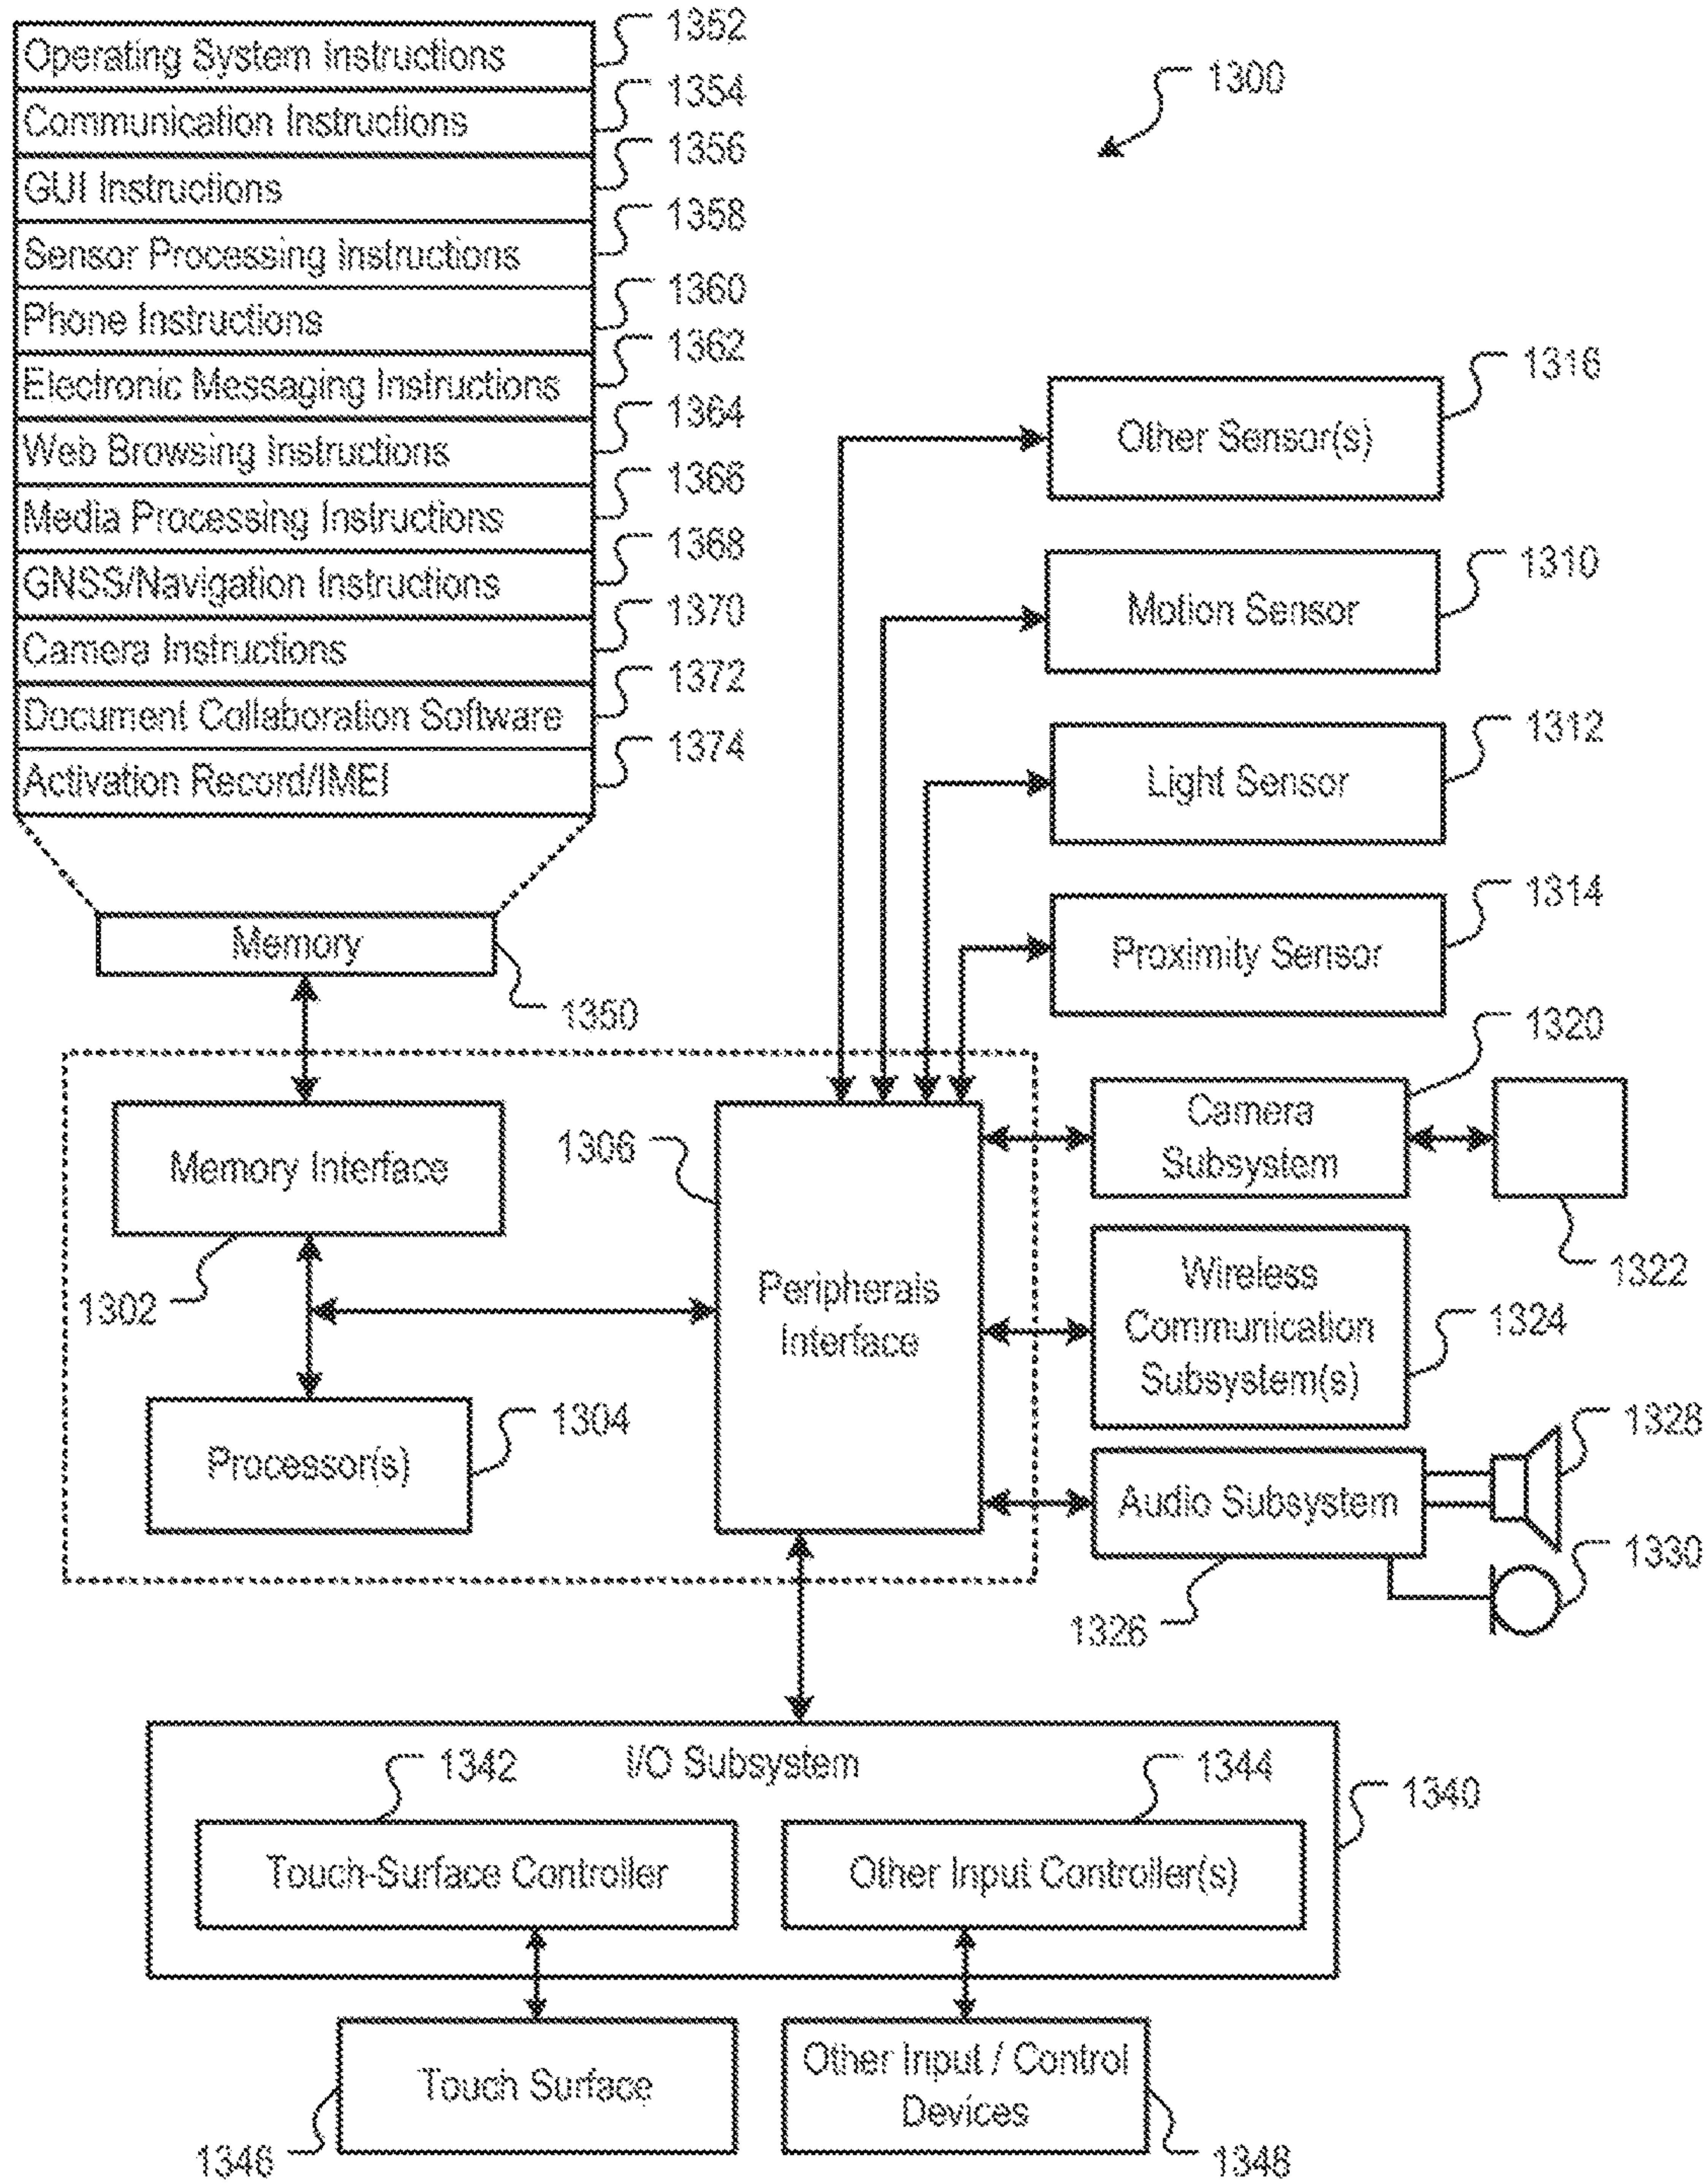 1352
Operating System Instructions
1300
1354
Communication Instructions
1356
GUI Instructions
1358
Sensor Processing Instructions
1360
Phone Instructions
1362
Electronic Messaging Instructions
1364
Web Browsing Instructions
1366
Media Processing Instructions
1368
GNSS/Navigation Instructions
1370
Camera Instructions
1372
Document Collaboration Software
1374
Activation Record/IMEI
Memory
1350
1316
Other Sensor(s)
1310
Motion Sensor
1312
Light Sensor
1314
Proximity Sensor
1320
Camera
Subsystem
1322
Memory Interface
1302
1306
Peripherals
Interface
Wireless
Communication
Subsystem(s)
1324
Processor(s)
1304
Audio Subsystem
1328
1330
1326
I/O Subsystem
1342
1344
1340
Touch-Surface Controller
Other Input Controller(s)
Touch Surface
1346
Other Input / Control
Devices
1348